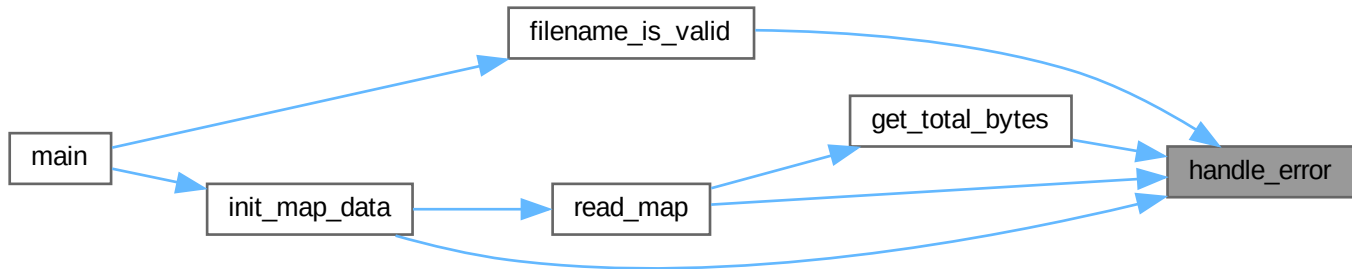 filename_is_valid
get_total_bytes
main
handle_error
init_map_data
read_map